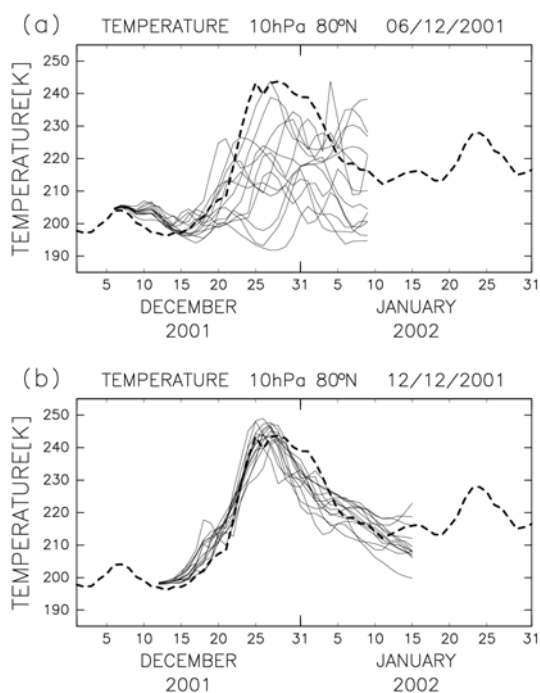 (a) TEMPERATURE 10hPa 80°N 06/12/2001
TEMPERATURE[K]
250
240
230
220
210
200
190
5 10 15 20 25 31 5 10 15 20 25 31
DECEMBER JANUARY
2001 2002
(b) TEMPERATURE 10hPa 80°N 12/12/2001
TEMPERATURE[K]
250
240
230
220
210
200
190
5 10 15 20 25 31 5 10 15 20 25 31
DECEMBER JANUARY
2001 2002